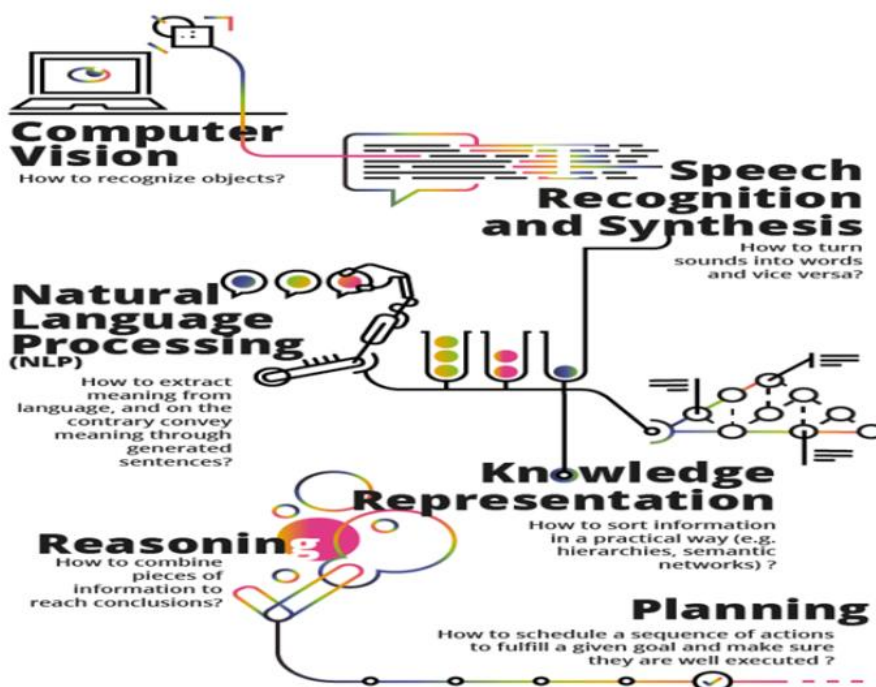 Computer
Vision
How to recognize objects?
Speech
Recognition
and Synthesis
How to turn
sounds into words
and vice versa?
Natural
Language
Processing
(NLP)
How to extract
meaning from
language, and on the
contrary convey
meaning through
generated
sentences?
Knowledge
Representation
How to sort information
in a practical way (e.g.
hierarchies, semantic
networks) ?
Reasoning
How to combine
pieces of
information to
reach conclusions?
Planning
How to schedule a sequence of actions
to fulfill a given goal and make sure
they are well executed ?